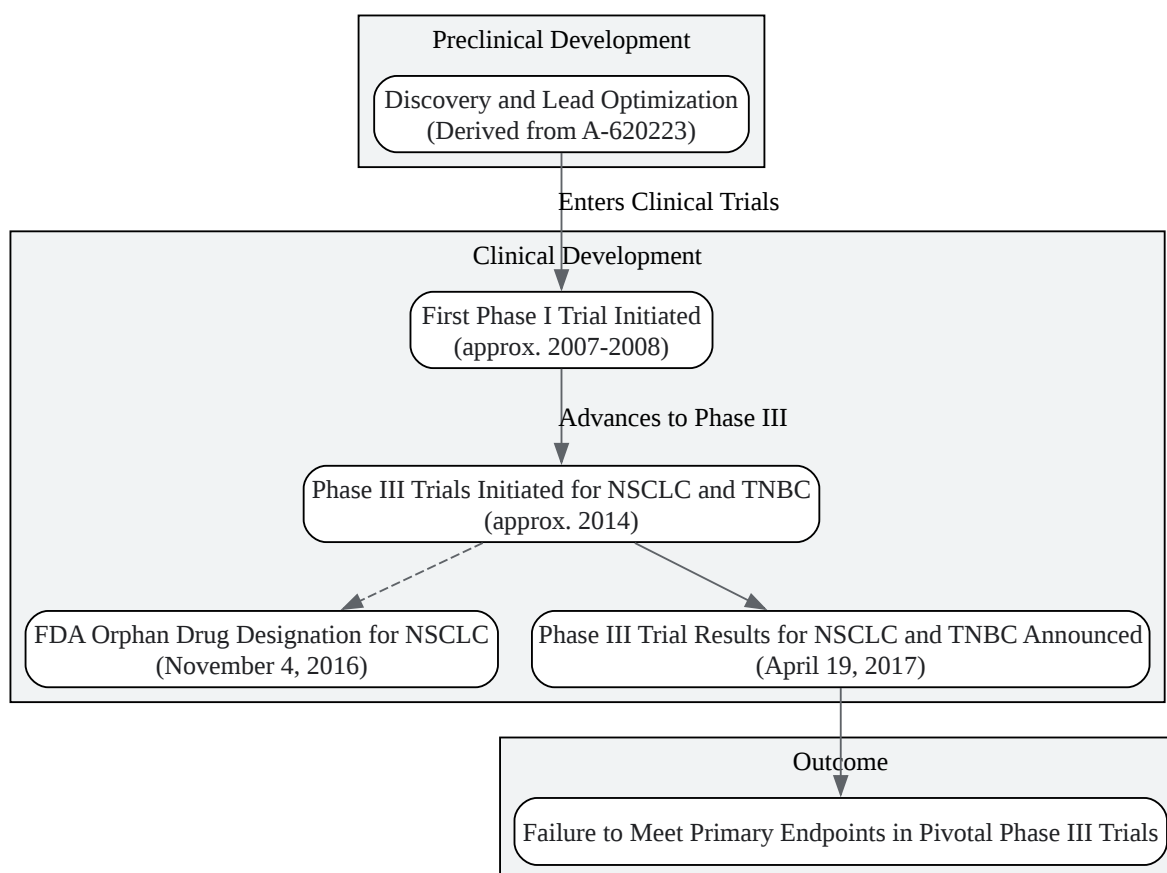 Preclinical Development
Discovery and Lead Optimization
(Derived from A-620223)
Enters Clinical Trials
Clinical Development
First Phase I Trial Initiated
(approx. 2007-2008)
Advances to Phase III
Phase III Trials Initiated for NSCLC and TNBC
(approx. 2014)
FDA Orphan Drug Designation for NSCLC
(November 4, 2016)
Phase III Trial Results for NSCLC and TNBC Announced
(April 19, 2017)
Outcome
Failure to Meet Primary Endpoints in Pivotal Phase III Trials